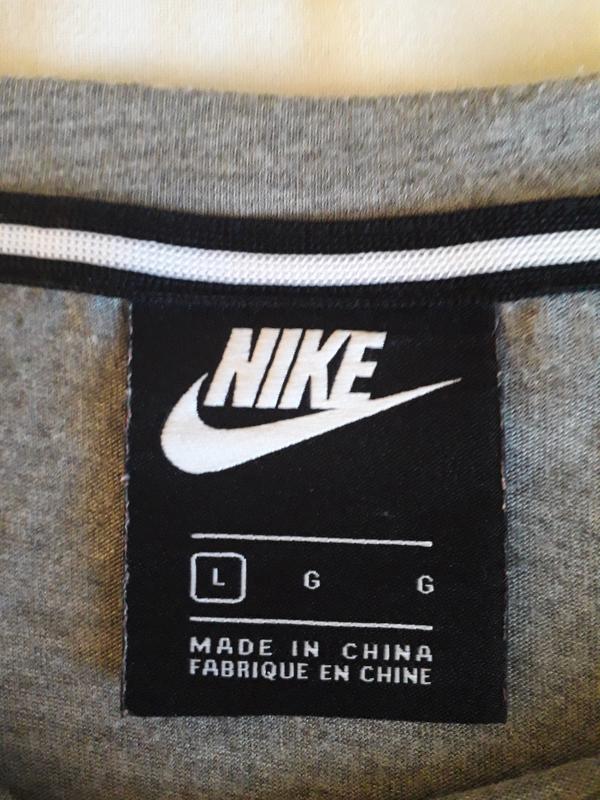 NIKE
L G G
MADE IN CHINA
FABRIQUE EN CHINE